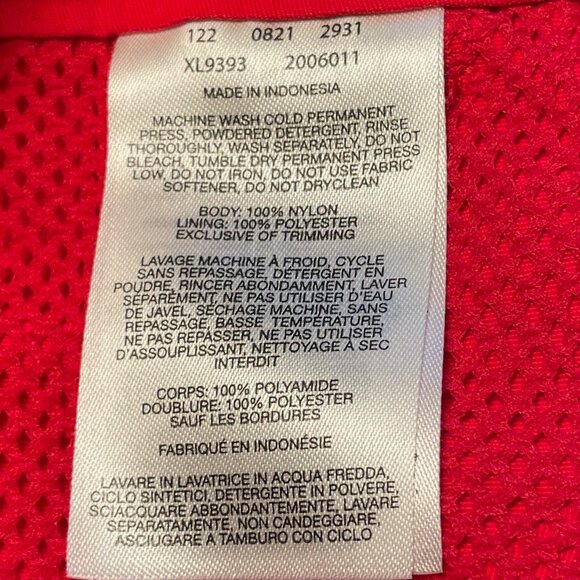 122 0821 2931
XL9393 2006011
MADE IN INDONESIA
MACHINE WASH COLD PERMANENT
PRESS, POWDERED DETERGENT, RINSE
THOROUGHLY, WASH SEPARATELY, DO NOT
BLEACH, TUMBLE DRY PERMANENT PRESS
LOW, DO NOT IRON, DO NOT USE FABRIC
SOFTENER, DO NOT DRYCLEAN
BODY: 100% NYLON
LINING: 100% POLYESTER
EXCLUSIVE OF TRIMMING
LAVAGE MACHINE À FROID, CYCLE
SANS REPASSAGE, DÉTERGENT EN
POUDRE, RINCER ABONDAMMENT, LAVER
SÉPARÉMENT, NE PAS UTILISER D'EAU
DE JAVEL, SÉCHAGE MACHINE, SANS
REPASSAGE, BASSE TEMPÉRATURE,
NE PAS REPASSER, NE PAS UTILISER
D'ASSOUPLISSANT, NETTOYAGE A SEC
INTERDIT
CORPS: 100% POLYAMIDE
DOUBLURE: 100% POLYESTER
SAUF LES BORDURES
FABRIQUÉ EN INDONÉSIE
LAVARE IN LAVATRICE IN ACQUA FREDDA,
CICLO SINTETICI, DETERGENTE IN POLVERE,
SCIACQUARE ABBONDANTEMENTE, LAVARE
SEPARATAMENTE, NON CANDEGGIARE,
ASCIUGARE A TAMBURO CON CICLO